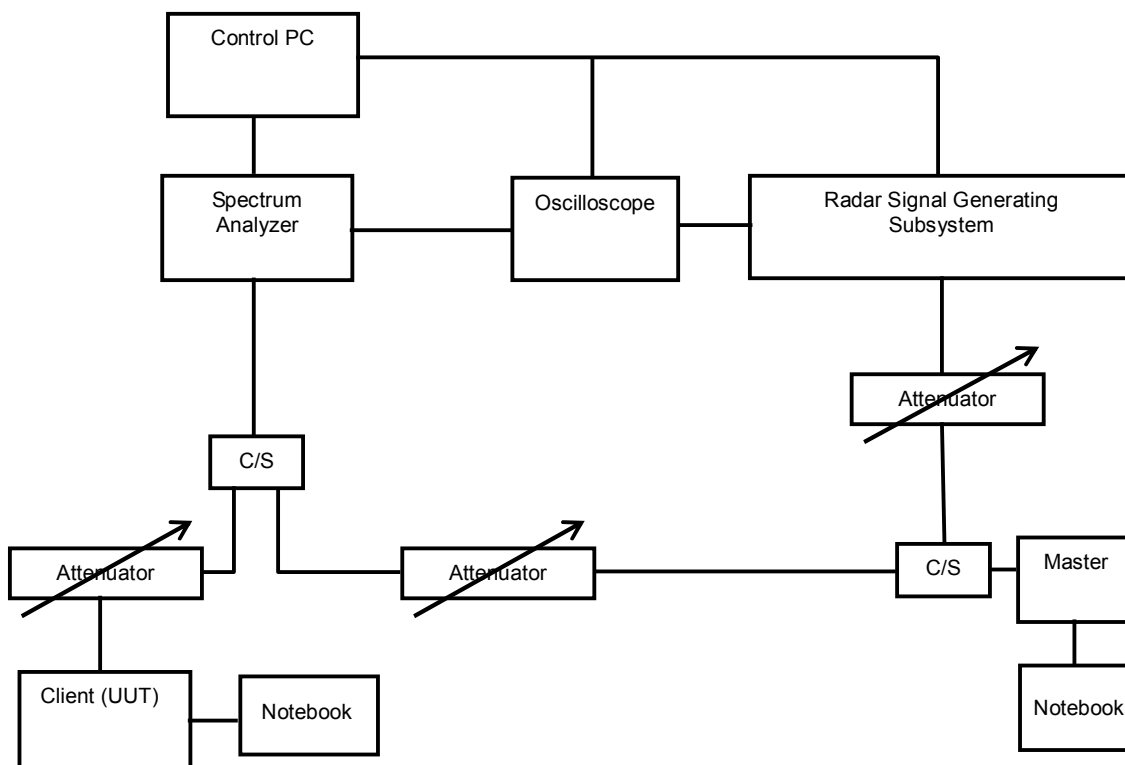 Control PC
Spectrum
Analyzer
Oscilloscope
Radar Signal Generating
Subsystem
Attenuator
C/S
Attenuator
Attenuator
C/S
Master
Client (UUT)
Notebook
Notebook